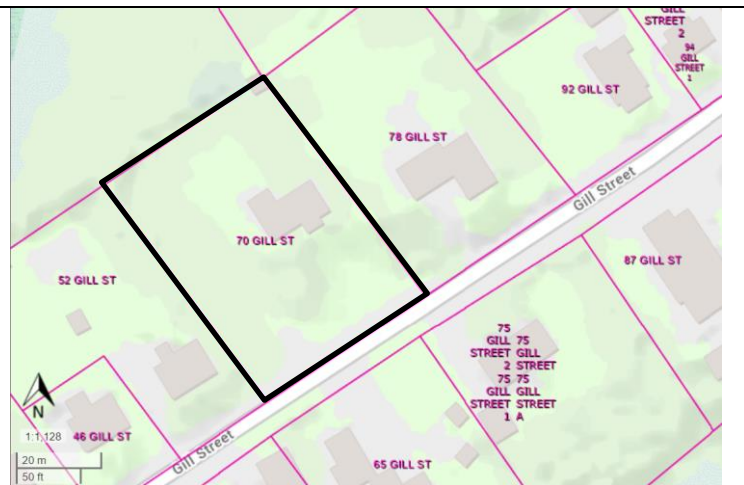 GILL
STREET
2
94
GILL
STREET
1
92 GILL ST
78 GILL ST
Gill Street
70 GILL ST
87 GILL ST
52 GILL ST
75
GILL 75
STREET GILL
2 STREET
75 75
GILL GILL
STREET STREET
1 A
N
1:1,128
46 GILL ST
Gill Street
65 GILL ST
20 m
50 ft